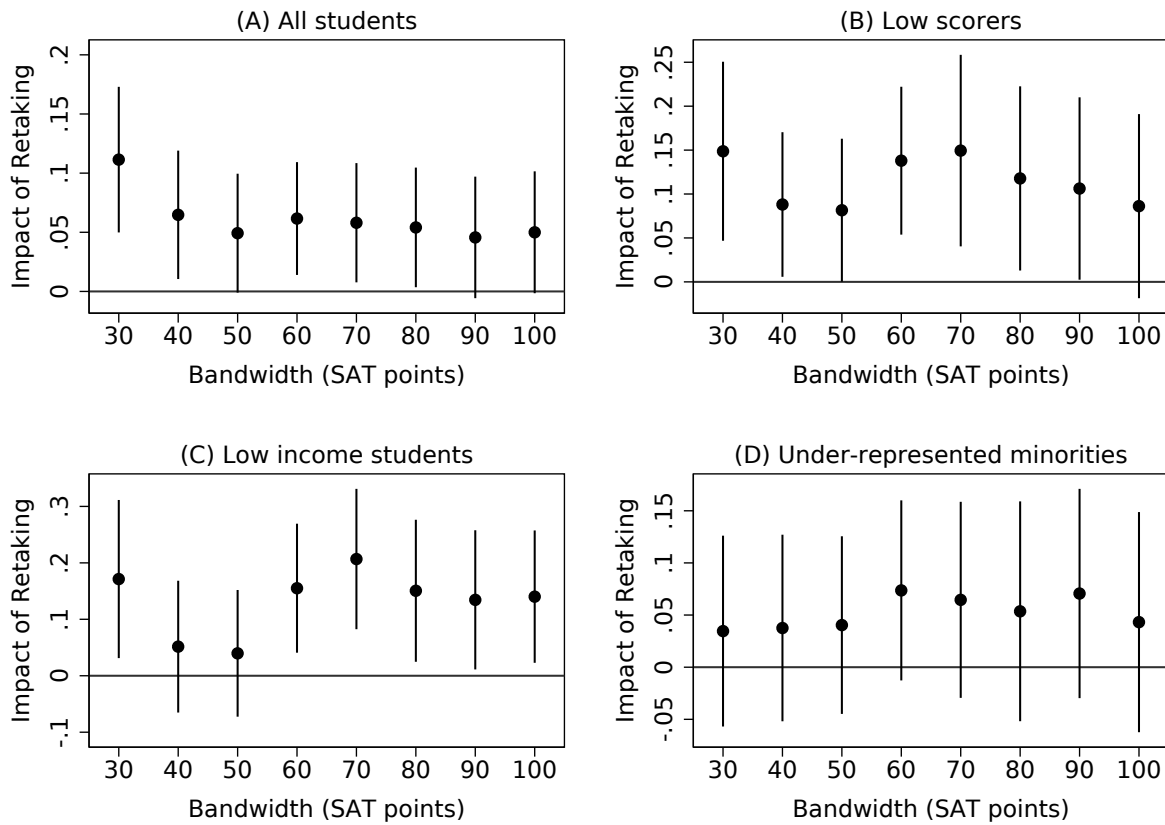 (A) All students
Impact of Retaking
.2
.15
.1
.05
0
30 40 50 60 70 80 90 100
Bandwidth (SAT points)
(B) Low scorers
Impact of Retaking
.25
.2
.15
.1
.05
0
30 40 50 60 70 80 90 100
Bandwidth (SAT points)
(C) Low income students
Impact of Retaking
.3
.2
.1
0
-.1
30 40 50 60 70 80 90 100
Bandwidth (SAT points)
(D) Under-represented minorities
Impact of Retaking
.15
.1
.05
0
-.05
30 40 50 60 70 80 90 100
Bandwidth (SAT points)